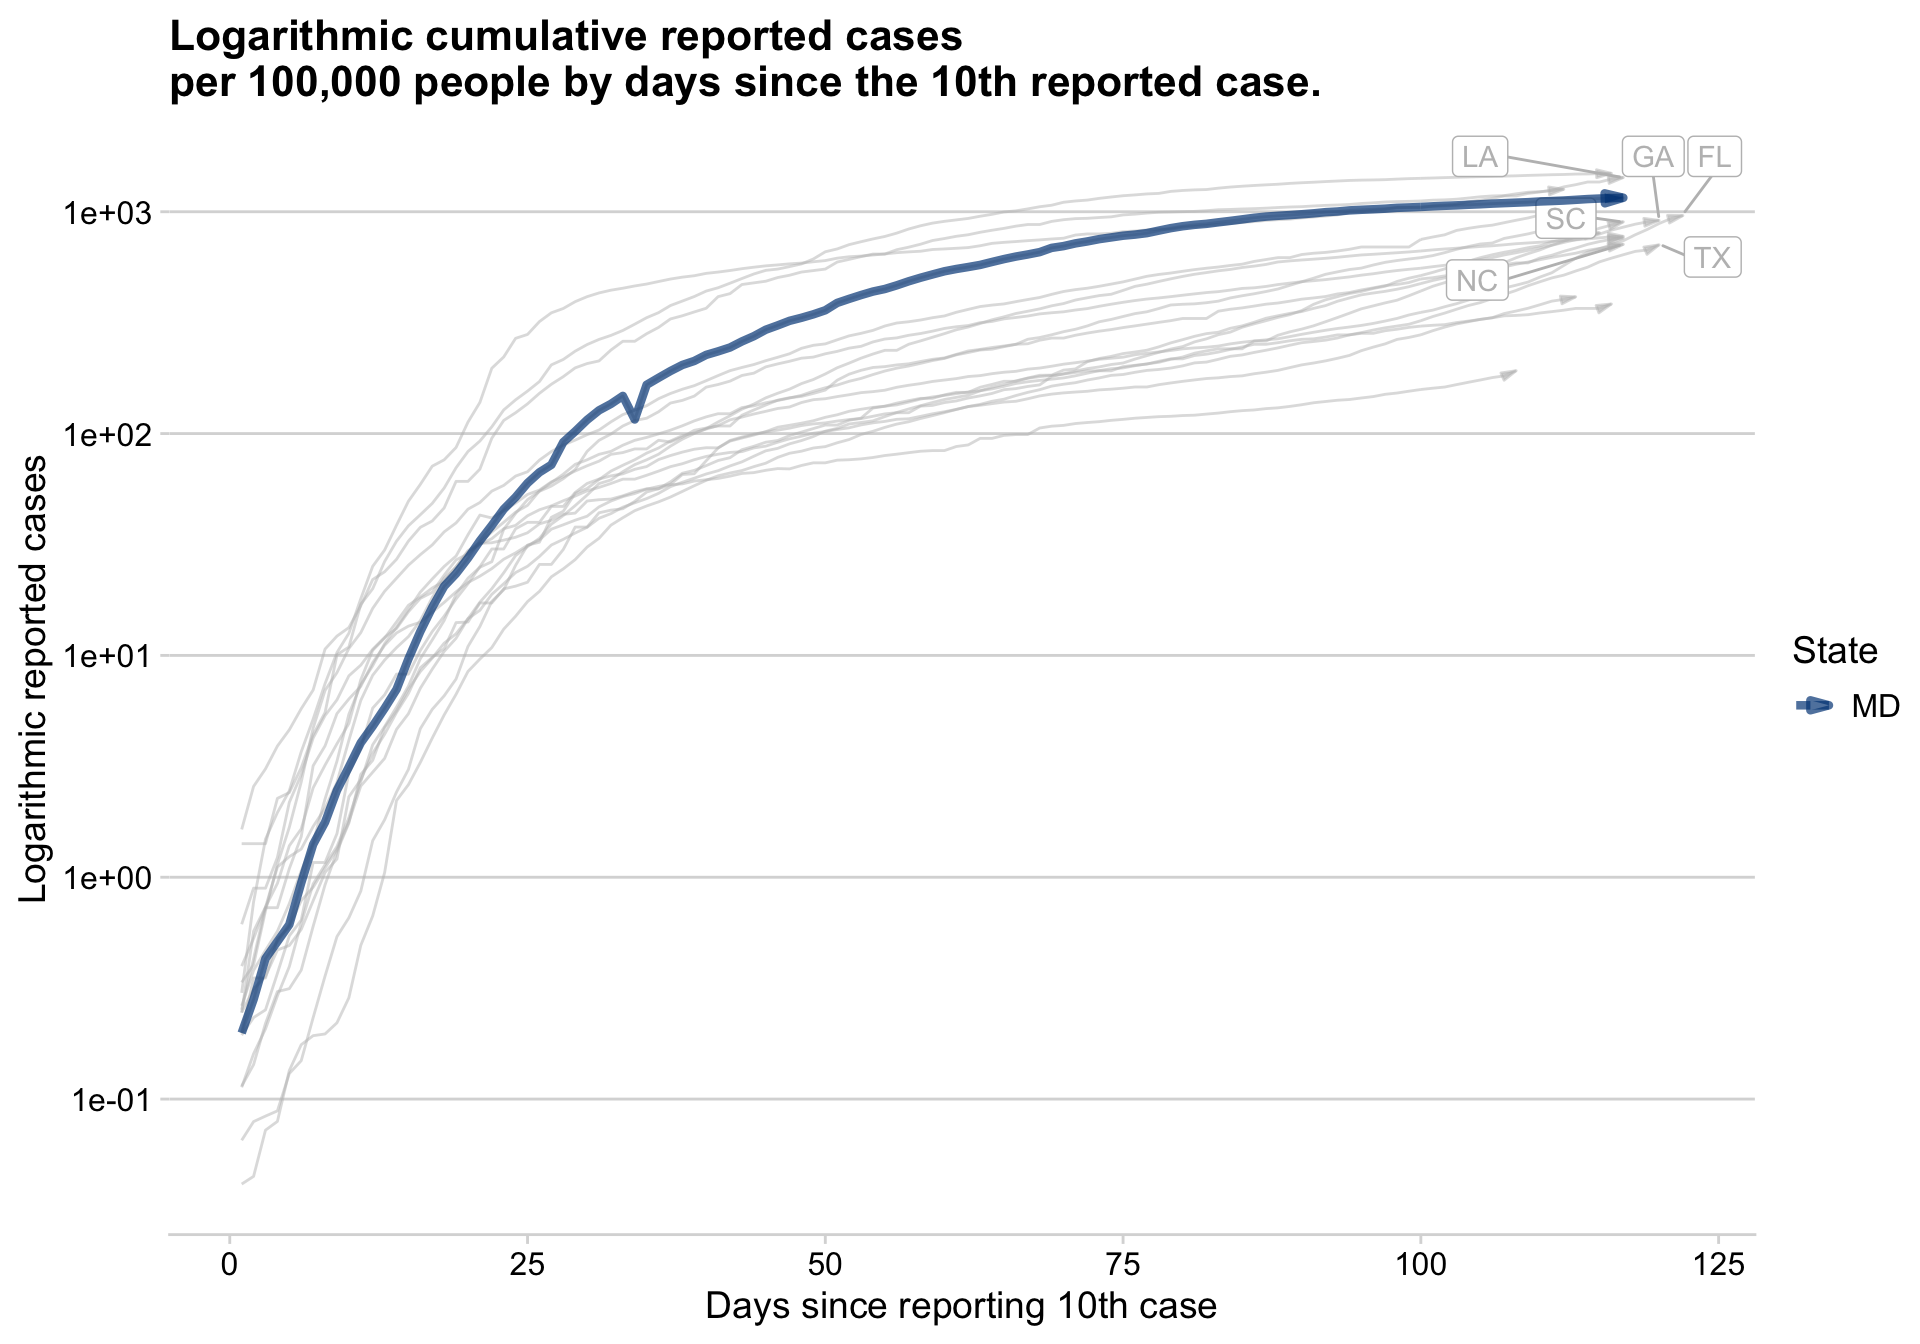 Logarithmic cumulative reported cases
per 100,000 people by days since the 10th reported case.
LA
GA
FL
SC
TX
NC
1e+03
1e+02
1e+01
1e+00
1e-01
Logarithmic reported cases
0
25
50
75
100
125
Days since reporting 10th case
State
MD